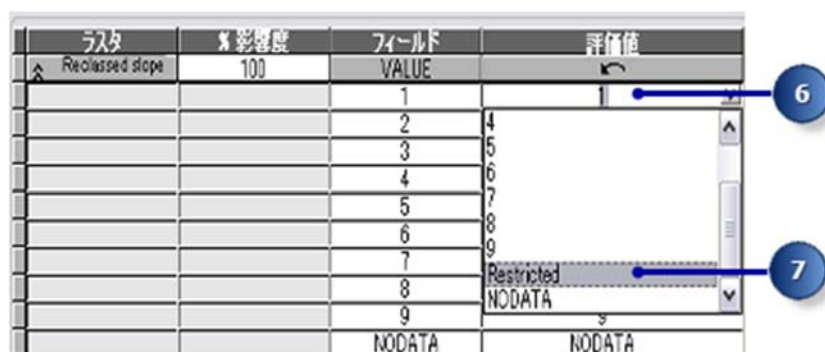 ラスタ % 影響度 フィールド 評価値
Reclassed slope 100 VALUE
1 1 6
2 4
3 5
4 6
5 7
6 8
7 9
Restricted 7
8 NODATA
9 9
NODATA NODATA